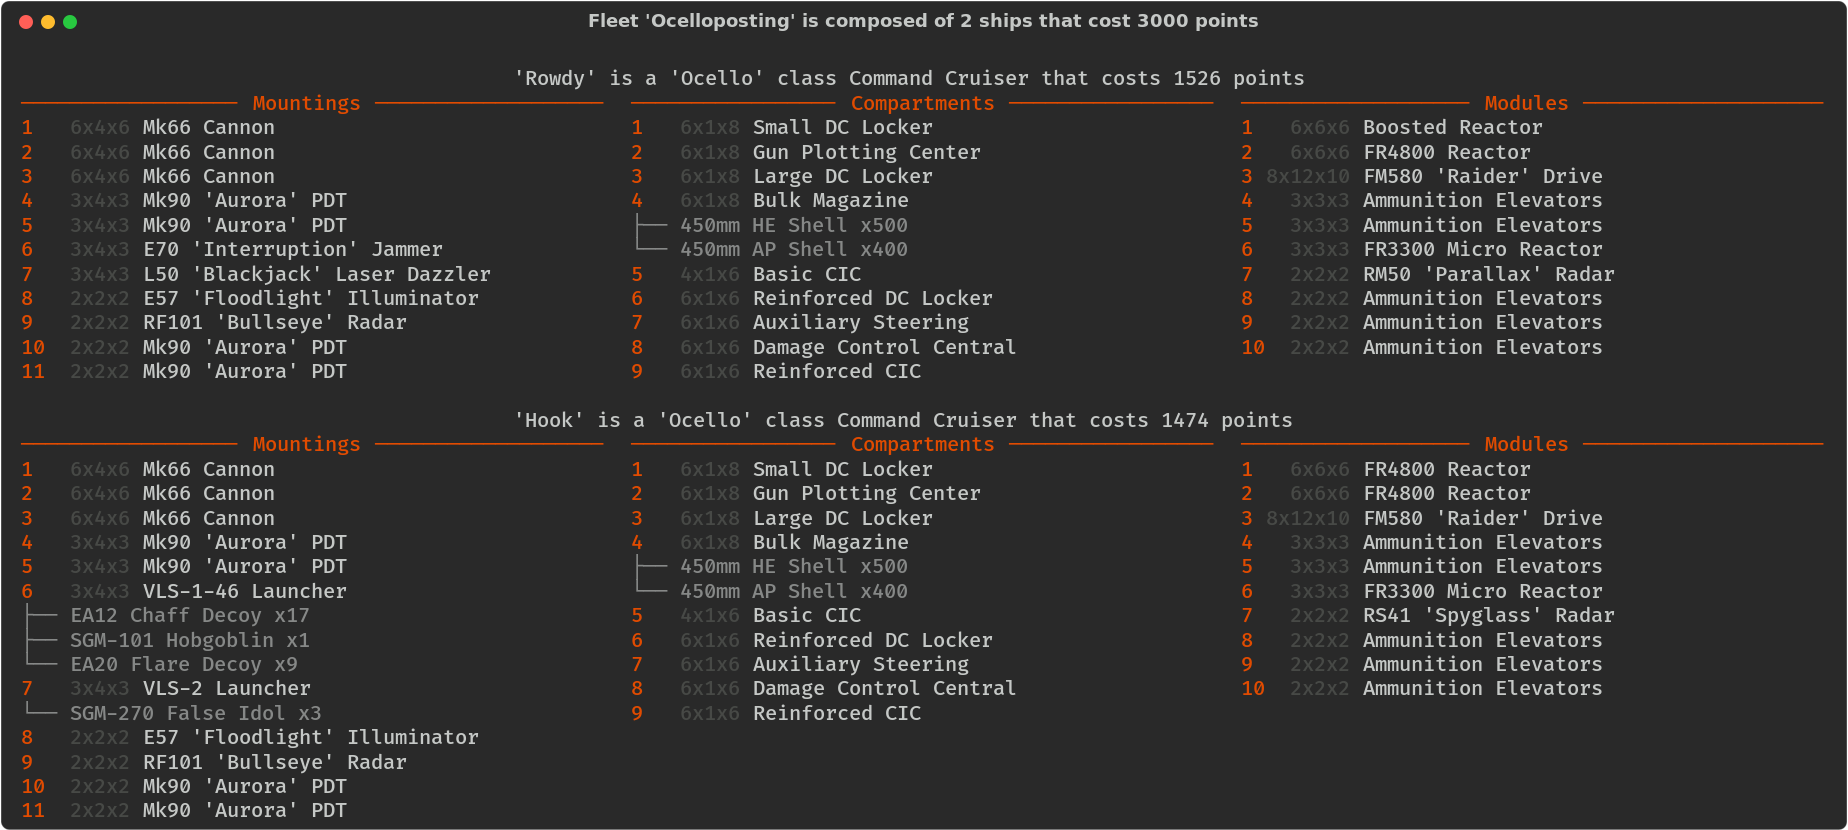 Fleet 'Ocelloposting' is composed of 2 ships that cost 3000 points
'Rowdy' is a 'Ocello' class Command Cruiser that costs 1526 points
Mountings Compartments Modules
1 6x4x6 Mk66 Cannon 1 6x1x8 Small DC Locker 1 6x6x6 Boosted Reactor
2 6x4x6 Mk66 Cannon 2 6x1x8 Gun Plotting Center 2 6x6x6 FR4800 Reactor
3 6x4x6 Mk66 Cannon 3 6x1x8 Large DC Locker 3 8x12x10 FM580 'Raider' Drive
4 3x4x3 Mk90 'Aurora' PDT 4 6x1x8 Bulk Magazine 4 3x3x3 Ammunition Elevators
5 3x4x3 Mk90 'Aurora' PDT 450mm HE Shell x500 5 3x3x3 Ammunition Elevators
6 3x4x3 E70 'Interruption' Jammer 450mm AP Shell x400 6 3x3x3 FR3300 Micro Reactor
7 3x4x3 L50 'Blackjack' Laser Dazzler 5 4x1x6 Basic CIC 7 2x2x2 RM50 'Parallax' Radar
8 2x2x2 E57 'Floodlight' Illuminator 6 6x1x6 Reinforced DC Locker 8 2x2x2 Ammunition Elevators
9 2x2x2 RF101 'Bullseye' Radar 7 6x1x6 Auxiliary Steering 9 2x2x2 Ammunition Elevators
10 2x2x2 Mk90 'Aurora' PDT 8 6x1x6 Damage Control Central 10 2x2x2 Ammunition Elevators
11 2x2x2 Mk90 'Aurora' PDT 9 6x1x6 Reinforced CIC
'Hook' is a 'Ocello' class Command Cruiser that costs 1474 points
Mountings Compartments Modules
1 6x4x6 Mk66 Cannon 1 6x1x8 Small DC Locker 1 6x6x6 FR4800 Reactor
2 6x4x6 Mk66 Cannon 2 6x1x8 Gun Plotting Center 2 6x6x6 FR4800 Reactor
3 6x4x6 Mk66 Cannon 3 6x1x8 Large DC Locker 3 8x12x10 FM580 'Raider' Drive
4 3x4x3 Mk90 'Aurora' PDT 4 6x1x8 Bulk Magazine 4 3x3x3 Ammunition Elevators
5 3x4x3 Mk90 'Aurora' PDT 450mm HE Shell x500 5 3x3x3 Ammunition Elevators
6 3x4x3 VLS-1-46 Launcher 450mm AP Shell x400 6 3x3x3 FR3300 Micro Reactor
EA12 Chaff Decoy x17 5 4x1x6 Basic CIC 7 2x2x2 RS41 'Spyglass' Radar
SGM-101 Hobgoblin x1 6 6x1x6 Reinforced DC Locker 8 2x2x2 Ammunition Elevators
EA20 Flare Decoy x9 7 6x1x6 Auxiliary Steering 9 2x2x2 Ammunition Elevators
7 3x4x3 VLS-2 Launcher 8 6x1x6 Damage Control Central 10 2x2x2 Ammunition Elevators
SGM-270 False Idol x3 9 6x1x6 Reinforced CIC
8 2x2x2 E57 'Floodlight' Illuminator
9 2x2x2 RF101 'Bullseye' Radar
10 2x2x2 Mk90 'Aurora' PDT
11 2x2x2 Mk90 'Aurora' PDT